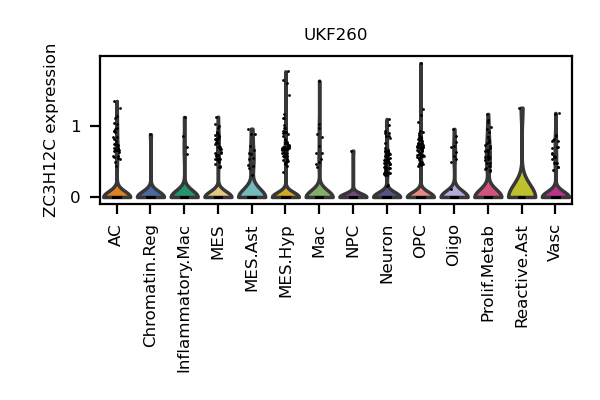 UKF260
ZC3H12C expression
1
0
AC
Chromatin.Reg
Inflammatory.Mac
MES
MES.Ast
MES.Hyp
Mac
NPC
Neuron
OPC
Oligo
Prolif.Metab
Reactive.Ast
Vasc